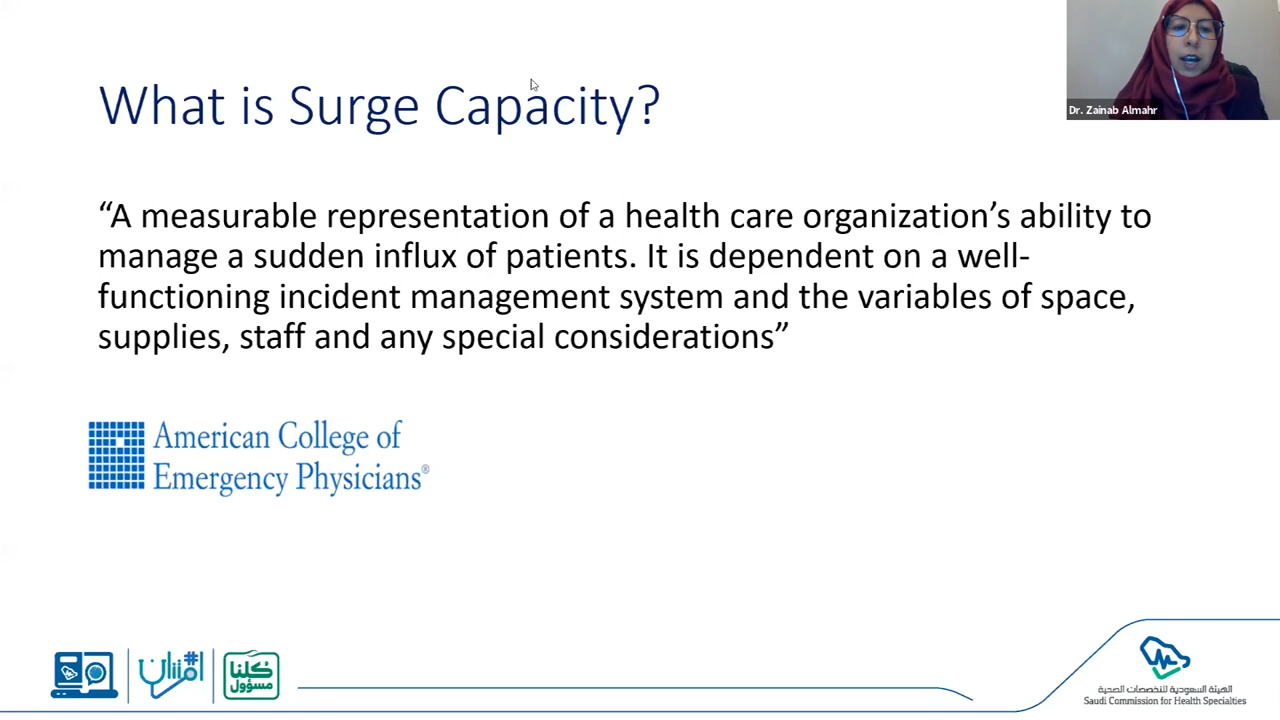 What is Surge Capacity?
Dr. Zainab Almahr
“A measurable representation of a health care organization’s ability to
manage a sudden influx of patients. It is dependent on a well-
functioning incident management system and the variables of space,
supplies, staff and any special considerations”
American College of
Emergency Physicians®
#امتنان
كلنا
مسؤول
الهيئة السعودية للتخصصات الصحية
Saudi Commission for Health Specialties